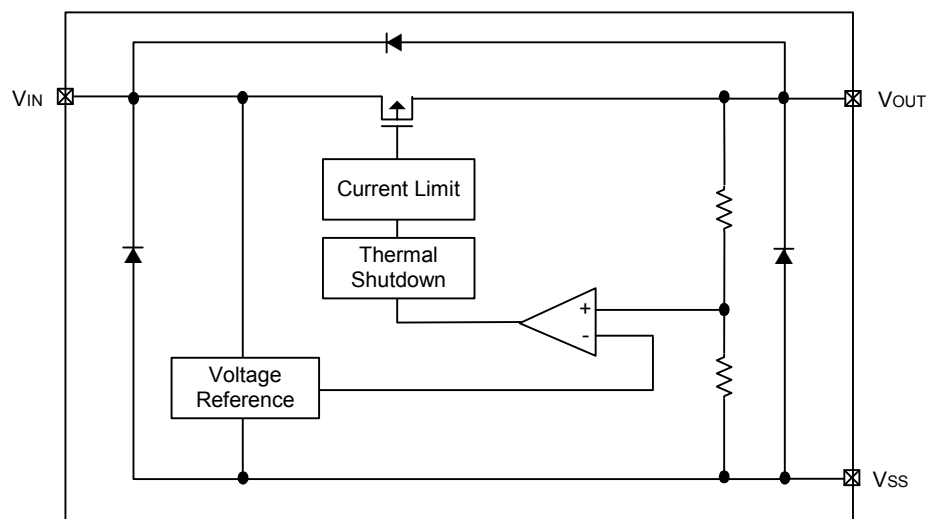 VIN
VOUT
Current Limit
Thermal
Shutdown
+
-
Voltage
Reference
VSS